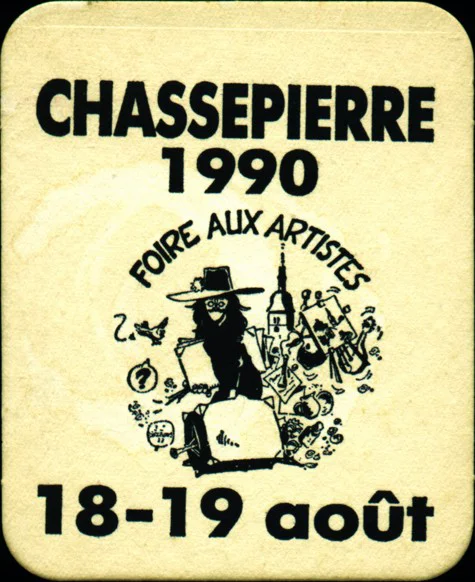 CHASSEPIERRE
1990
FOIRE AUX ARTISTES
?
?
18-19 août